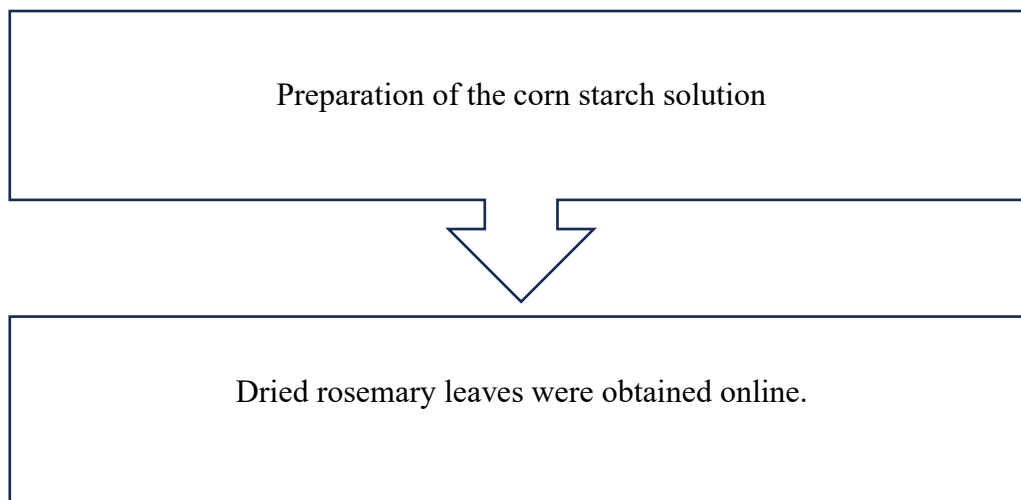 Preparation of the corn starch solution
Dried rosemary leaves were obtained online.